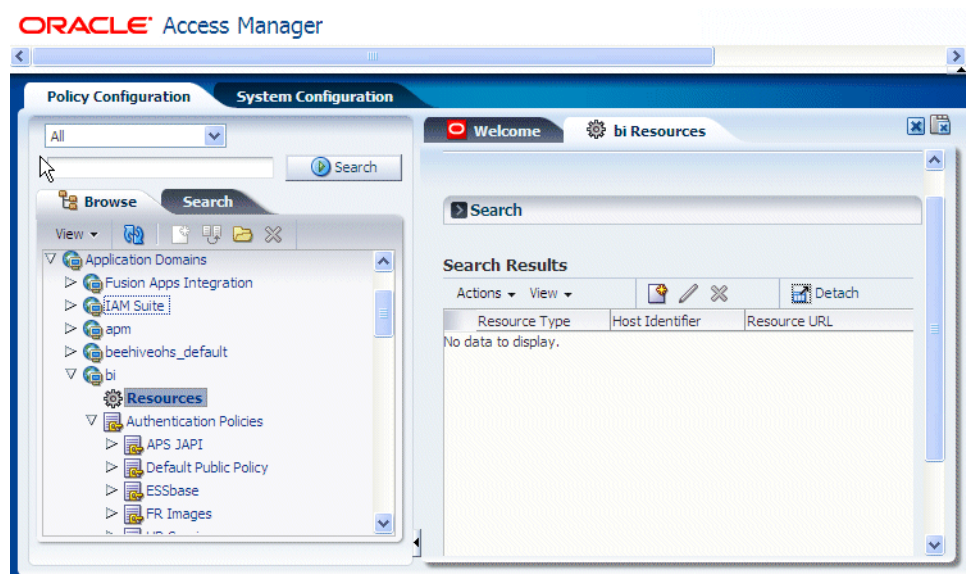 ORACLE Access Manager
Policy Configuration System Configuration
All
Search
Browse Search
View
Application Domains
Fusion Apps Integration
IAM Suite
apm
beehiveohs_default
bi
Resources
Authentication Policies
APS JAPI
Default Public Policy
ESSbase
FR Images
Welcome bi Resources
Search
Search Results
Actions View Detach
Resource Type Host Identifier Resource URL
No data to display.